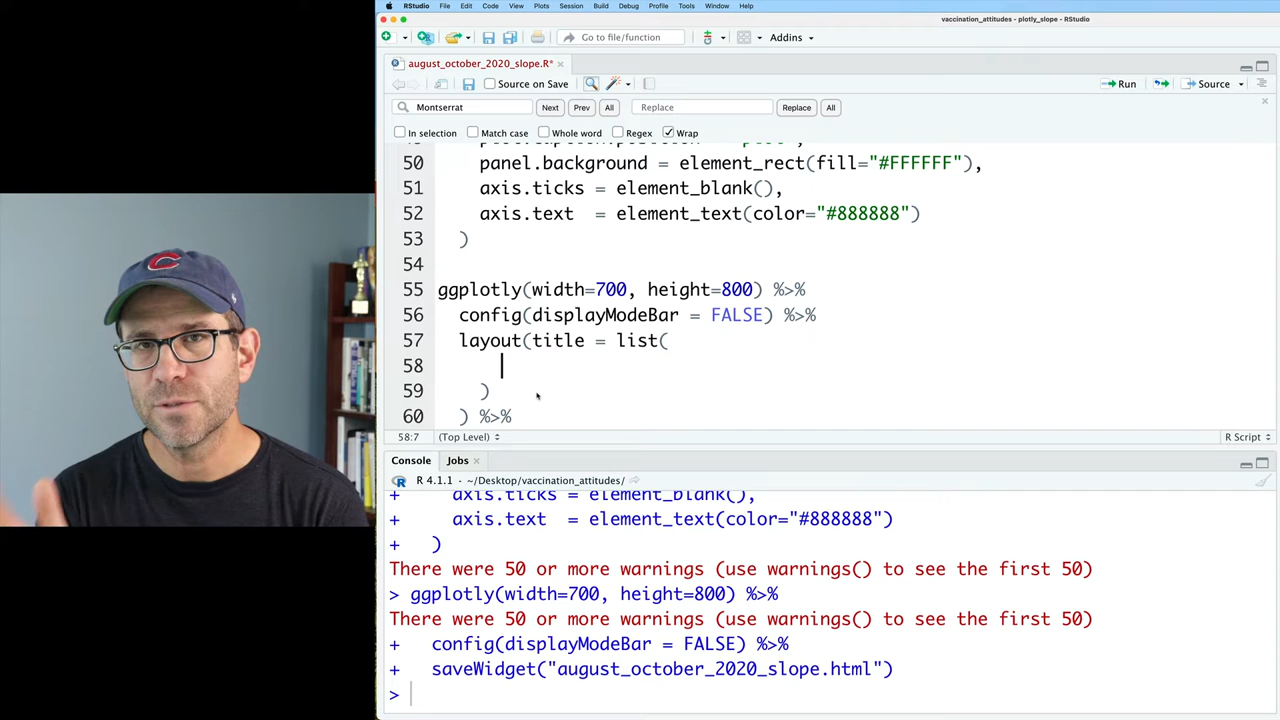 RStudio File Edit Code View Plots Session Build Debug Profile Tools Window Help
vaccination_attitudes - plotly_slope - RStudio
Go to file/function Addins
august_october_2020_slope.R*
Source on Save Run Source
Montserrat Next Prev All Replace Replace All
In selection Match case Whole word Regex Wrap
50 panel.background = element_rect(fill="#FFFFFF"),
51 axis.ticks = element_blank(),
52 axis.text = element_text(color="#888888")
53 )
54
55 ggplotly(width=700, height=800) %>%
56 config(displayModeBar = FALSE) %>%
57 layout(title = list(
58
59 )
60 ) %>%
58:7 (Top Level) R Script
Console Jobs
R 4.1.1 · ~/Desktop/vaccination_attitudes/
+ axis.ticks = element_blank(),
+ axis.text = element_text(color="#888888")
+ )
There were 50 or more warnings (use warnings() to see the first 50)
> ggplotly(width=700, height=800) %>%
There were 50 or more warnings (use warnings() to see the first 50)
+ config(displayModeBar = FALSE) %>%
+ saveWidget("august_october_2020_slope.html")
>